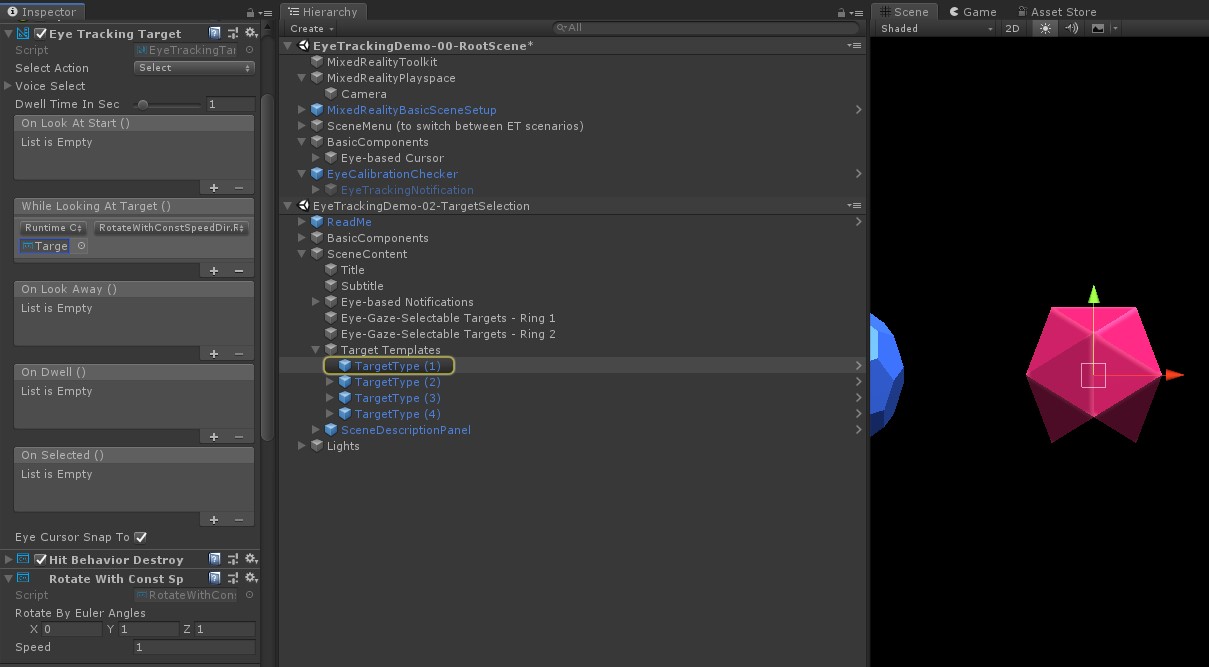 Inspector
Eye Tracking Target
Script
EyeTrackingTar
Select Action
Select
Voice Select
Dwell Time In Sec
1
On Look At Start ()
List is Empty
+ −
While Looking At Target ()
Runtime O
RotateWithConstSpeedDir.R
Targe
+ −
On Look Away ()
List is Empty
+ −
On Dwell ()
List is Empty
+ −
On Selected ()
List is Empty
+ −
Eye Cursor Snap To
Hit Behavior Destroy
Rotate With Const Sp
Script
RotateWithCons
Rotate By Euler Angles
X 0 Y 1 Z 1
Speed 1
Hierarchy
Create
All
EyeTrackingDemo-00-RootScene*
MixedRealityToolkit
MixedRealityPlayspace
Camera
MixedRealityBasicSceneSetup
SceneMenu (to switch between ET scenarios)
BasicComponents
Eye-based Cursor
EyeCalibrationChecker
EyeTrackingNotification
EyeTrackingDemo-02-TargetSelection
ReadMe
BasicComponents
SceneContent
Title
Subtitle
Eye-based Notifications
Eye-Gaze-Selectable Targets - Ring 1
Eye-Gaze-Selectable Targets - Ring 2
Target Templates
TargetType (1)
TargetType (2)
TargetType (3)
TargetType (4)
SceneDescriptionPanel
Lights
Scene
Game
Asset Store
Shaded
2D